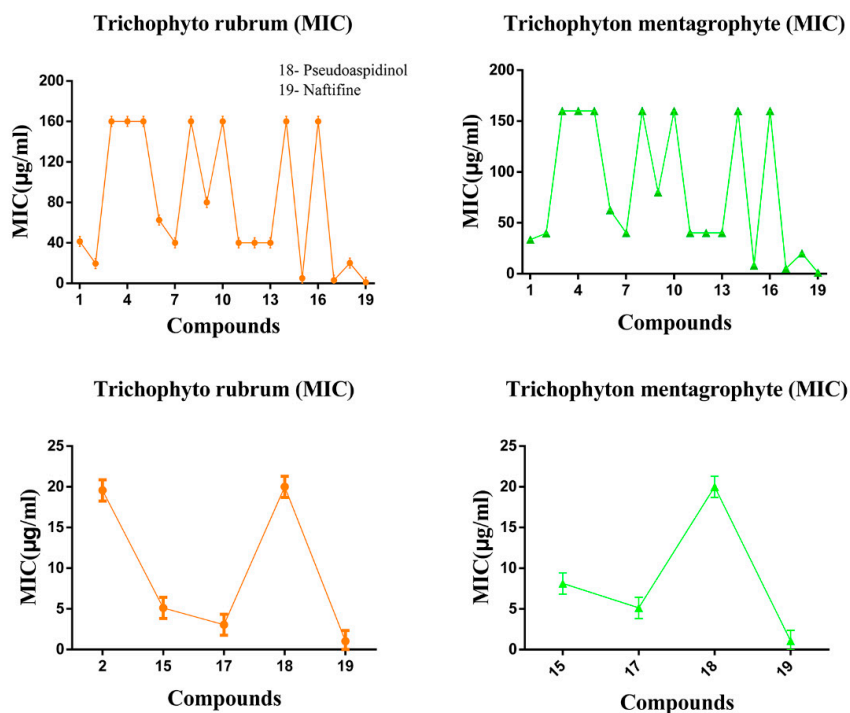 Trichophyto rubrum (MIC)
18- Pseudoaspidinol
19- Naftifine
MIC(µg/ml)
200
160
120
80
40
0
1 4 7 10 13 16 19
Compounds
Trichophyton mentagrophyte (MIC)
MIC(µg/ml)
200
150
100
50
0
1 4 7 10 13 16 19
Compounds
Trichophyto rubrum (MIC)
MIC(µg/ml)
25
20
15
10
5
0
2 15 17 18 19
Compounds
Trichophyton mentagrophyte (MIC)
MIC(µg/ml)
25
20
15
10
5
0
15 17 18 19
Compounds